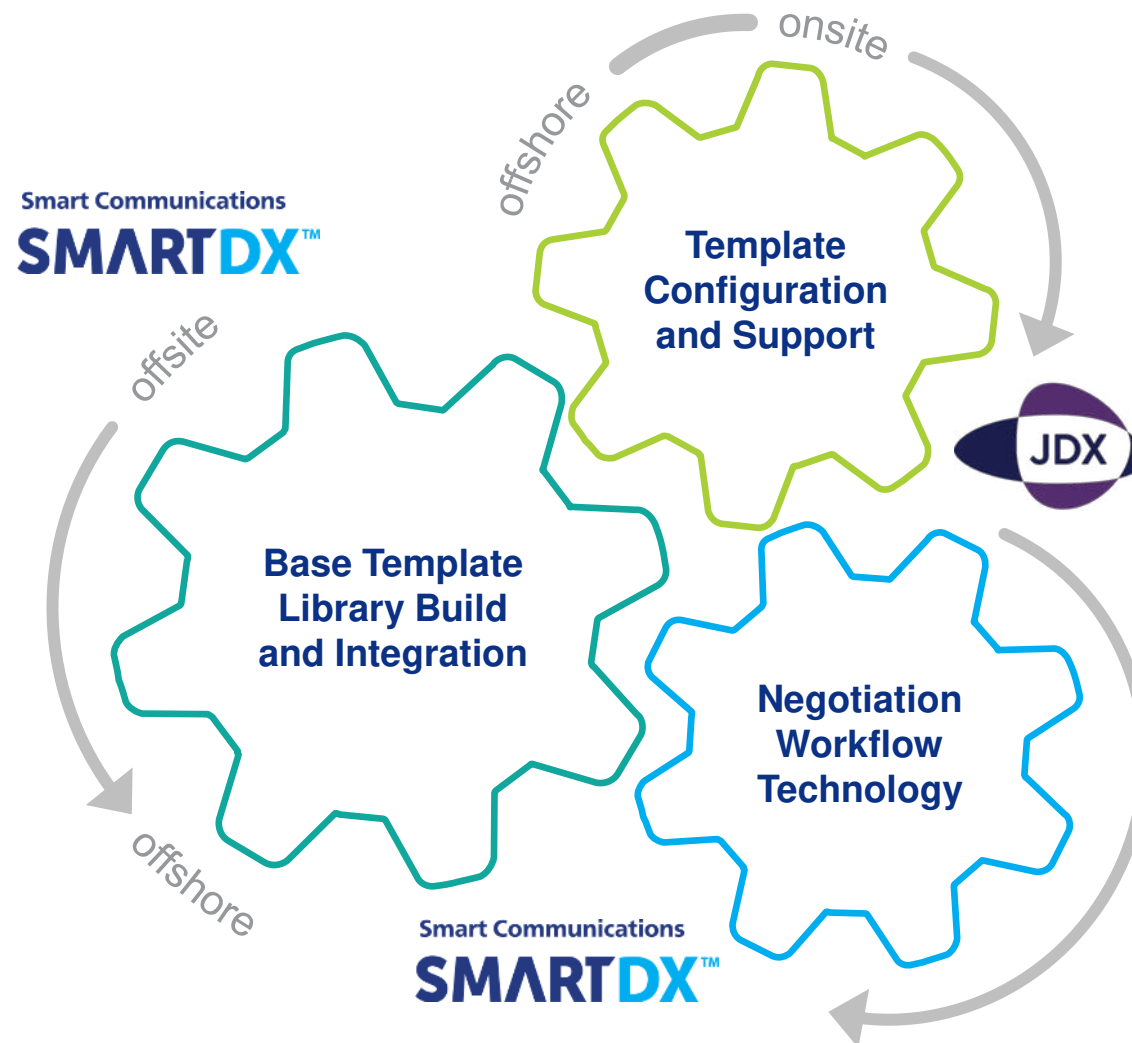 onsite
offshore
Smart Communications
SMARTDX™
Template
Configuration
and Support
offsite
JDX
Base Template
Library Build
and Integration
Negotiation
Workflow
Technology
offshore
Smart Communications
SMARTDX™